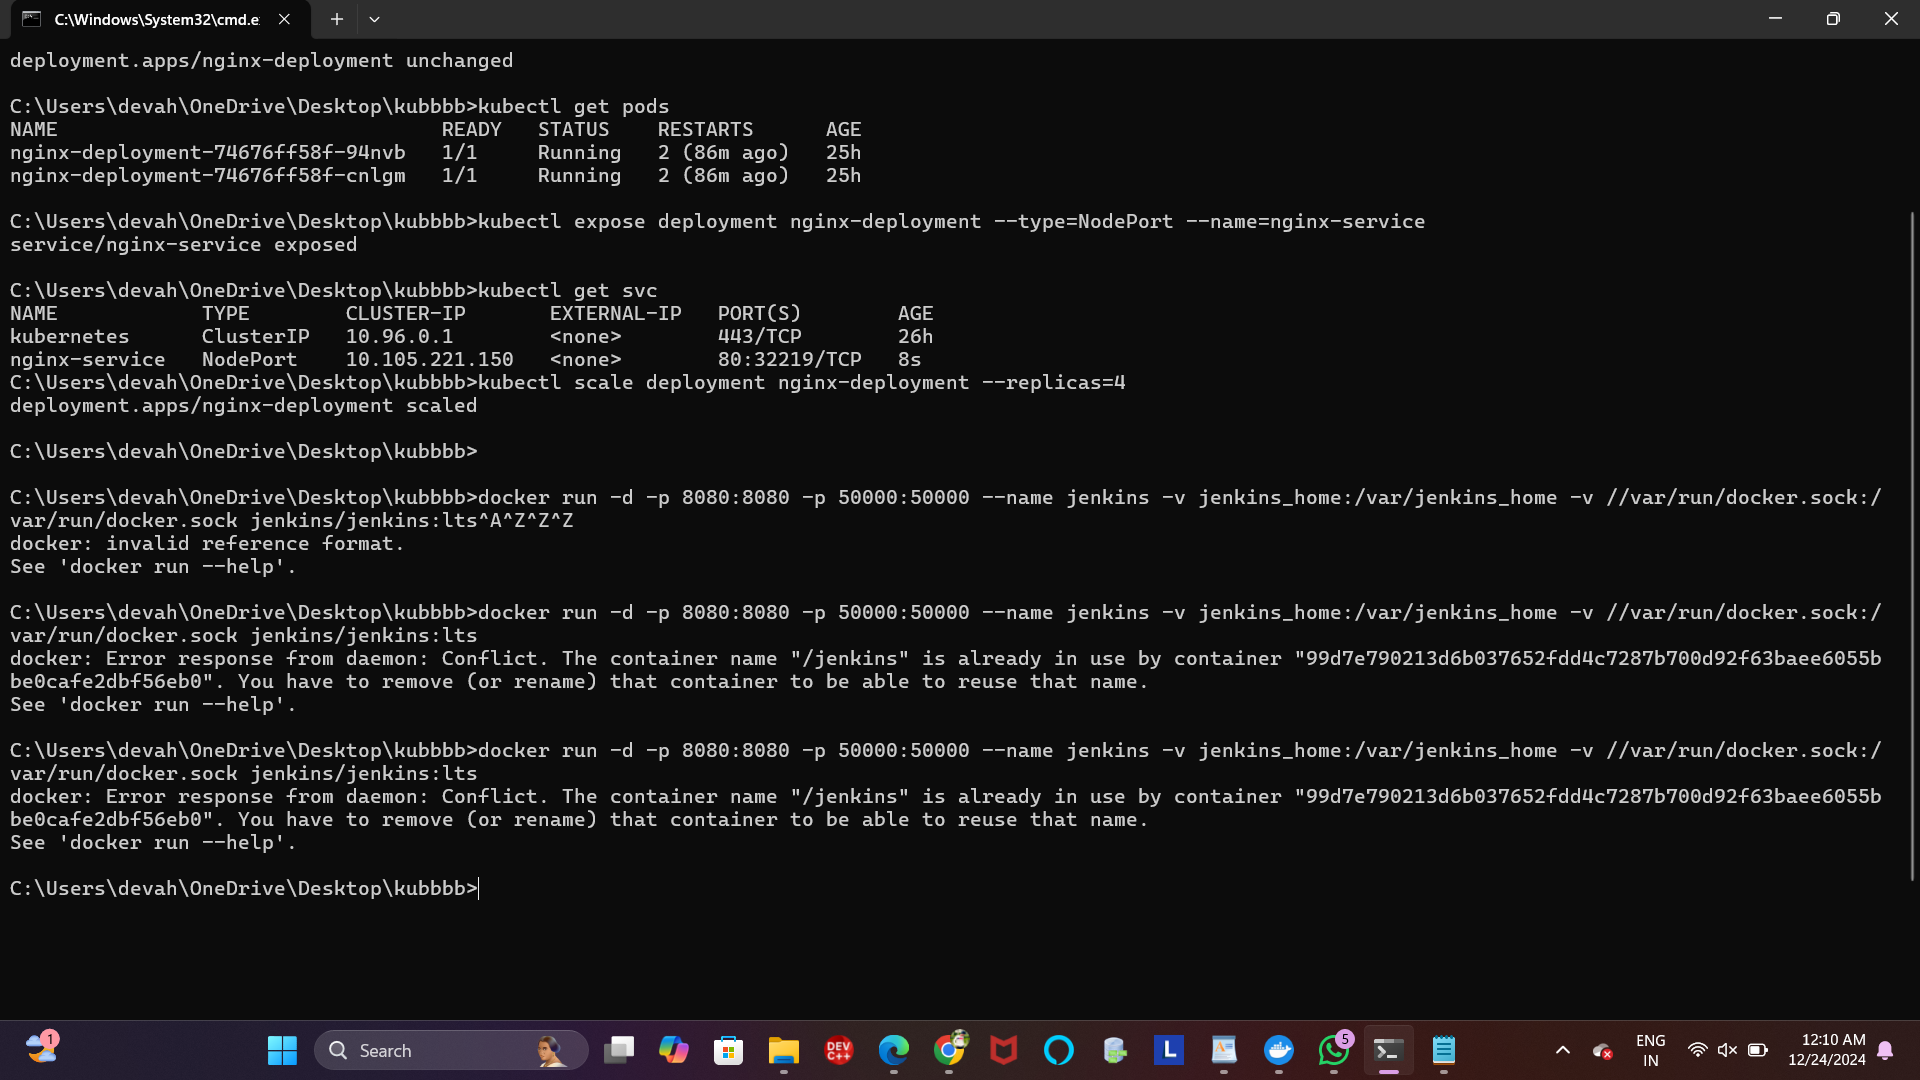 C:\Windows\System32\cmd.e
deployment.apps/nginx-deployment unchanged
C:\Users\devah\OneDrive\Desktop\kubbbb>kubectl get pods
NAME READY STATUS RESTARTS AGE
nginx-deployment-74676ff58f-94nvb 1/1 Running 2 (86m ago) 25h
nginx-deployment-74676ff58f-cnlgm 1/1 Running 2 (86m ago) 25h
C:\Users\devah\OneDrive\Desktop\kubbbb>kubectl expose deployment nginx-deployment --type=NodePort --name=nginx-service
service/nginx-service exposed
C:\Users\devah\OneDrive\Desktop\kubbbb>kubectl get svc
NAME TYPE CLUSTER-IP EXTERNAL-IP PORT(S) AGE
kubernetes ClusterIP 10.96.0.1 <none> 443/TCP 26h
nginx-service NodePort 10.105.221.150 <none> 80:32219/TCP 8s
C:\Users\devah\OneDrive\Desktop\kubbbb>kubectl scale deployment nginx-deployment --replicas=4
deployment.apps/nginx-deployment scaled
C:\Users\devah\OneDrive\Desktop\kubbbb>
C:\Users\devah\OneDrive\Desktop\kubbbb>docker run -d -p 8080:8080 -p 50000:50000 --name jenkins -v jenkins_home:/var/jenkins_home -v //var/run/docker.sock:/
var/run/docker.sock jenkins/jenkins:lts^A^Z^Z^Z
docker: invalid reference format.
See 'docker run --help'.
C:\Users\devah\OneDrive\Desktop\kubbbb>docker run -d -p 8080:8080 -p 50000:50000 --name jenkins -v jenkins_home:/var/jenkins_home -v //var/run/docker.sock:/
var/run/docker.sock jenkins/jenkins:lts
docker: Error response from daemon: Conflict. The container name "/jenkins" is already in use by container "99d7e790213d6b037652fdd4c7287b700d92f63baee6055b
be0cafe2dbf56eb0". You have to remove (or rename) that container to be able to reuse that name.
See 'docker run --help'.
C:\Users\devah\OneDrive\Desktop\kubbbb>docker run -d -p 8080:8080 -p 50000:50000 --name jenkins -v jenkins_home:/var/jenkins_home -v //var/run/docker.sock:/
var/run/docker.sock jenkins/jenkins:lts
docker: Error response from daemon: Conflict. The container name "/jenkins" is already in use by container "99d7e790213d6b037652fdd4c7287b700d92f63baee6055b
be0cafe2dbf56eb0". You have to remove (or rename) that container to be able to reuse that name.
See 'docker run --help'.
C:\Users\devah\OneDrive\Desktop\kubbbb>
1
Search
DEV
C++
L
5
ENG
IN
12:10 AM
12/24/2024